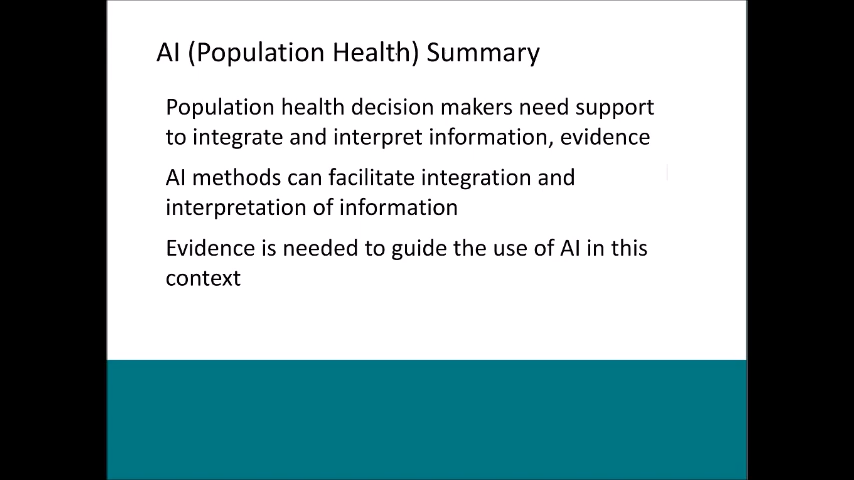 AI (Population Health) Summary
Population health decision makers need support
to integrate and interpret information, evidence
AI methods can facilitate integration and
interpretation of information
Evidence is needed to guide the use of AI in this
context